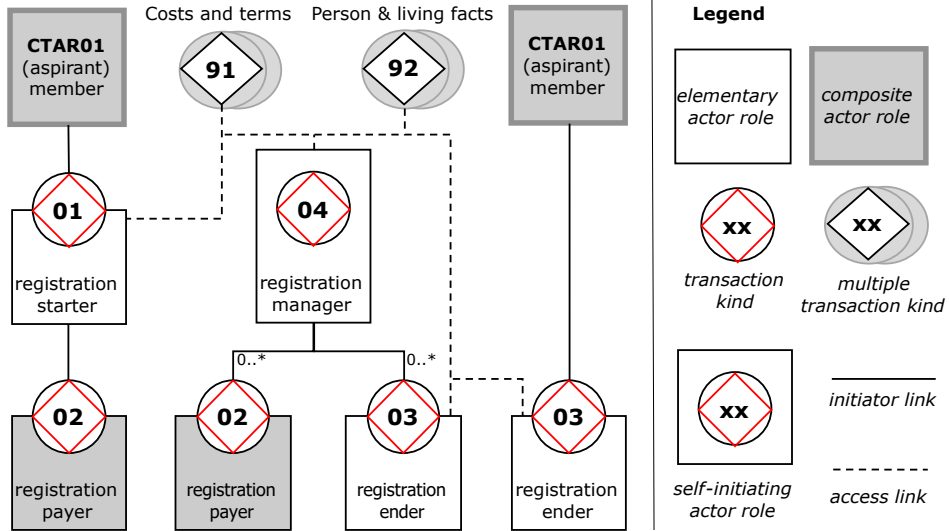 Costs and terms
Person & living facts
CTAR01
(aspirant)
member
91
92
CTAR01
(aspirant)
member
01
registration
starter
04
registration
manager
0..*
0..*
02
registration
payer
02
registration
payer
03
registration
ender
03
registration
ender
Legend
elementary
actor role
composite
actor role
xx
transaction
kind
xx
multiple
transaction kind
xx
self-initiating
actor role
initiator link
access link